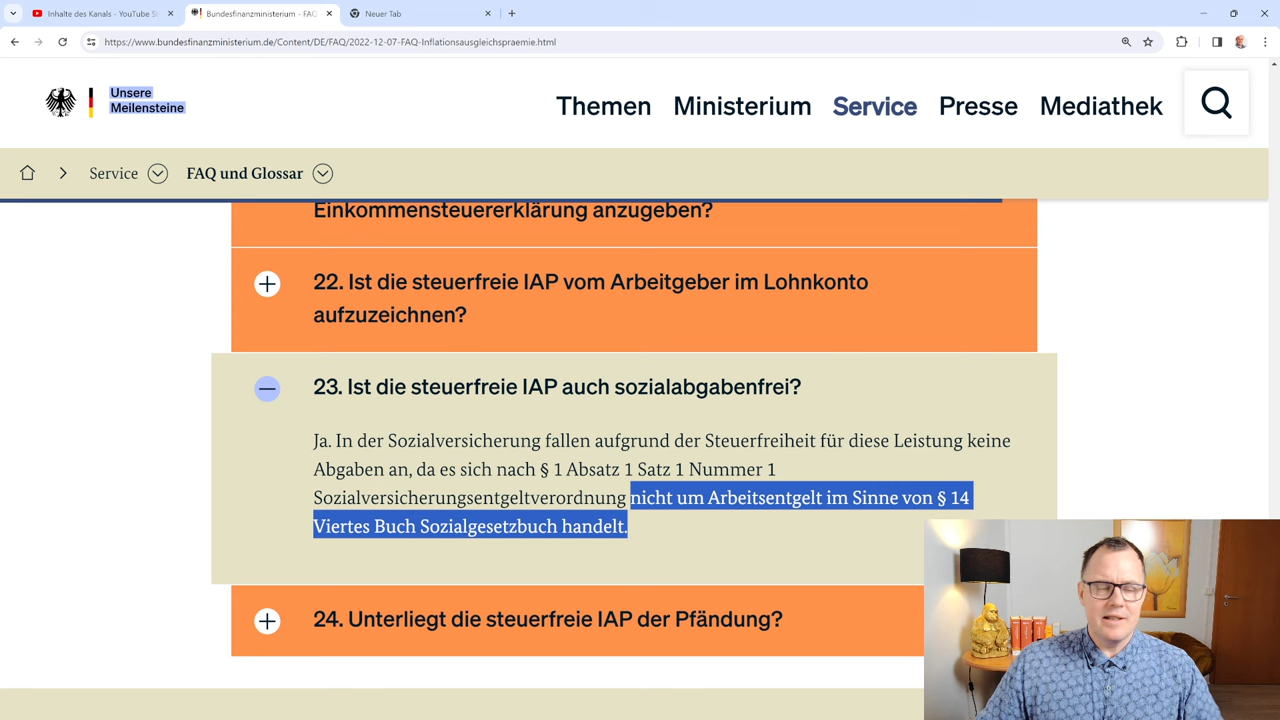 Inhalte des Kanals - YouTube St
Bundesfinanzministerium - FAQ
Neuer Tab
https://www.bundesfinanzministerium.de/Content/DE/FAQ/2022-12-07-FAQ-Inflationsausgleichspraemie.html
Unsere
Meilensteine
Themen Ministerium Service Presse Mediathek
Service FAQ und Glossar
Einkommensteuererklärung anzugeben?
22. Ist die steuerfreie IAP vom Arbeitgeber im Lohnkonto
aufzuzeichnen?
23. Ist die steuerfreie IAP auch sozialabgabenfrei?
Ja. In der Sozialversicherung fallen aufgrund der Steuerfreiheit für diese Leistung keine
Abgaben an, da es sich nach § 1 Absatz 1 Satz 1 Nummer 1
Sozialversicherungsentgeltverordnung nicht um Arbeitsentgelt im Sinne von § 14
Viertes Buch Sozialgesetzbuch handelt.
24. Unterliegt die steuerfreie IAP der Pfändung?